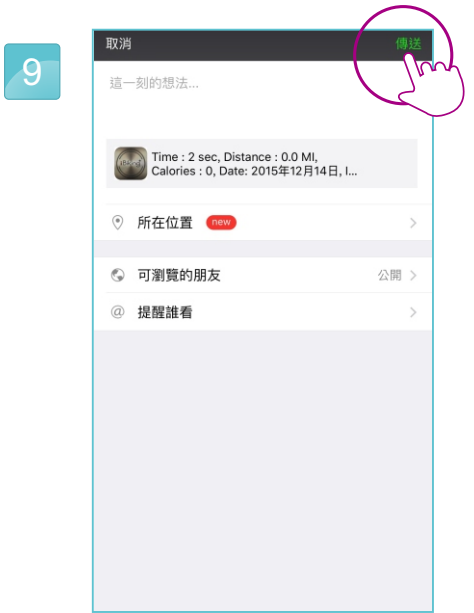 9
取消
傳送
這一刻的想法...
Time : 2 sec, Distance : 0.0 MI,
Calories : 0, Date: 2015年12月14日, I...
所在位置 new
可瀏覽的朋友 公開
@ 提醒誰看